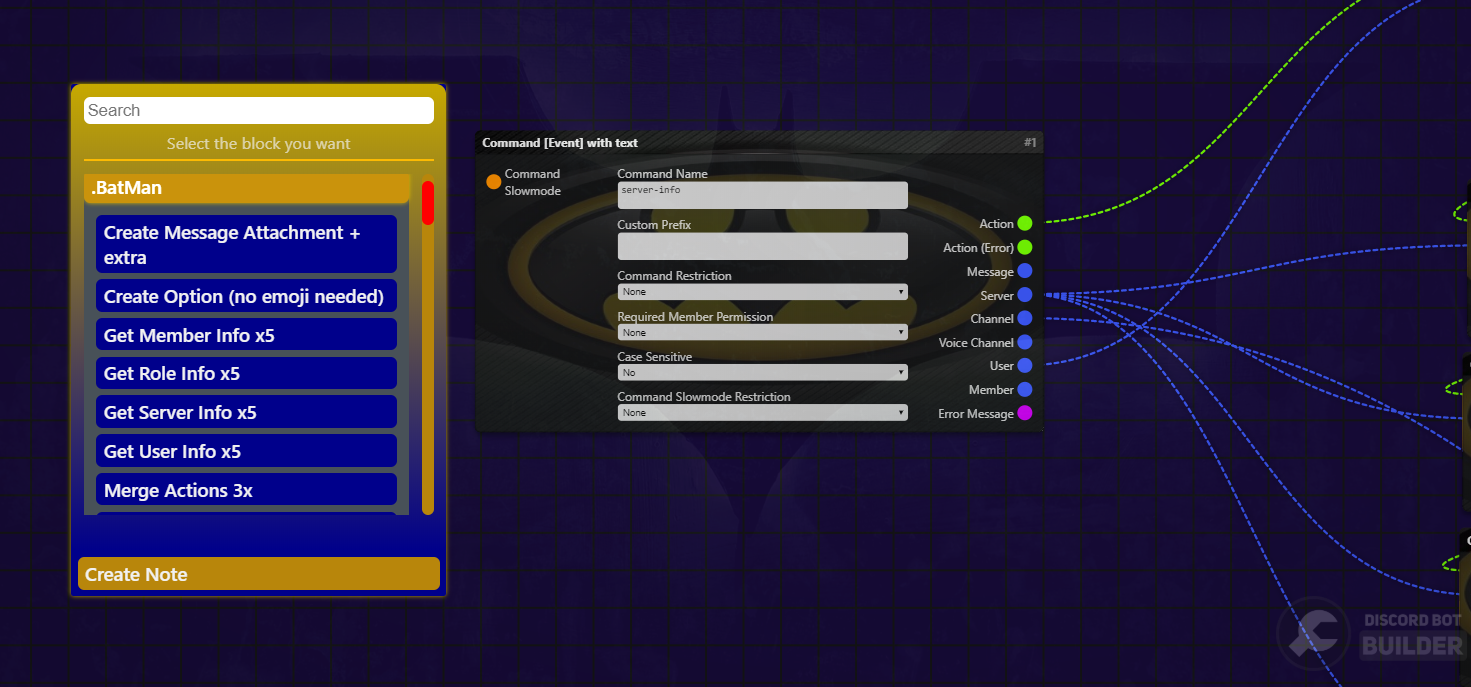 Search
Select the block you want
.BatMan
Create Message Attachment +
extra
Create Option (no emoji needed)
Get Member Info x5
Get Role Info x5
Get Server Info x5
Get User Info x5
Merge Actions 3x
Create Note
Command [Event] with text
#1
Command
Slowmode
Command Name
server-info
Custom Prefix
Command Restriction
None
Required Member Permission
None
Case Sensitive
No
Command Slowmode Restriction
None
Action
Action (Error)
Message
Server
Channel
Voice Channel
User
Member
Error Message
DISCORD BOT
BUILDER